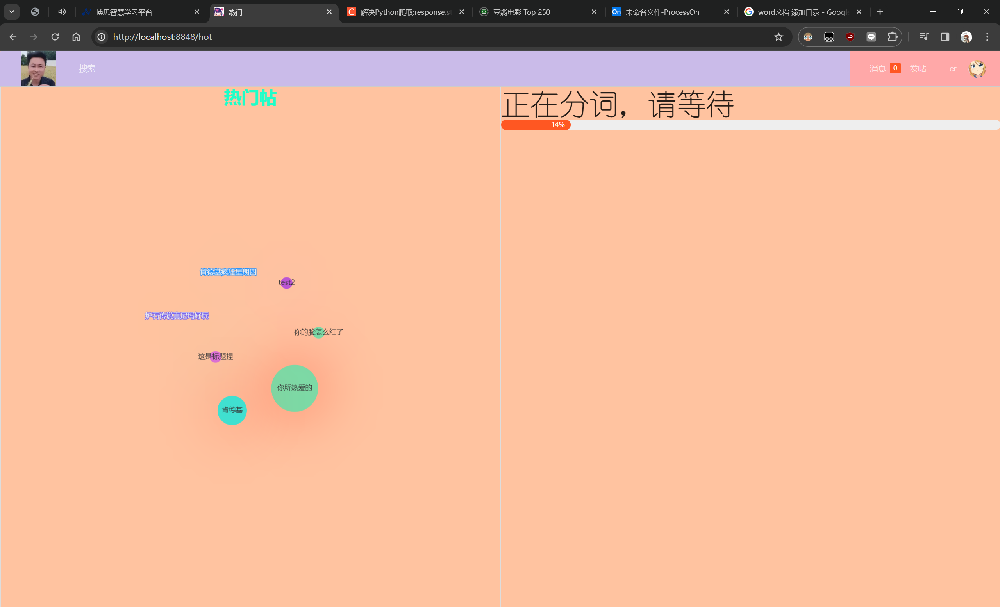 博思智慧学习平台
热门
解决Python爬取:response.st
豆瓣电影 Top 250
On 未命名文件-ProcessOn
word文档 添加目录 - Googl
http://localhost:8848/hot
搜索
消息 0 发帖 cr
热门帖
正在分词，请等待
14%
肯德基疯狂星期四
test2
炉石传说真尼玛好玩
你的脸怎么红了
这是标题捏
你所热爱的
肯德基